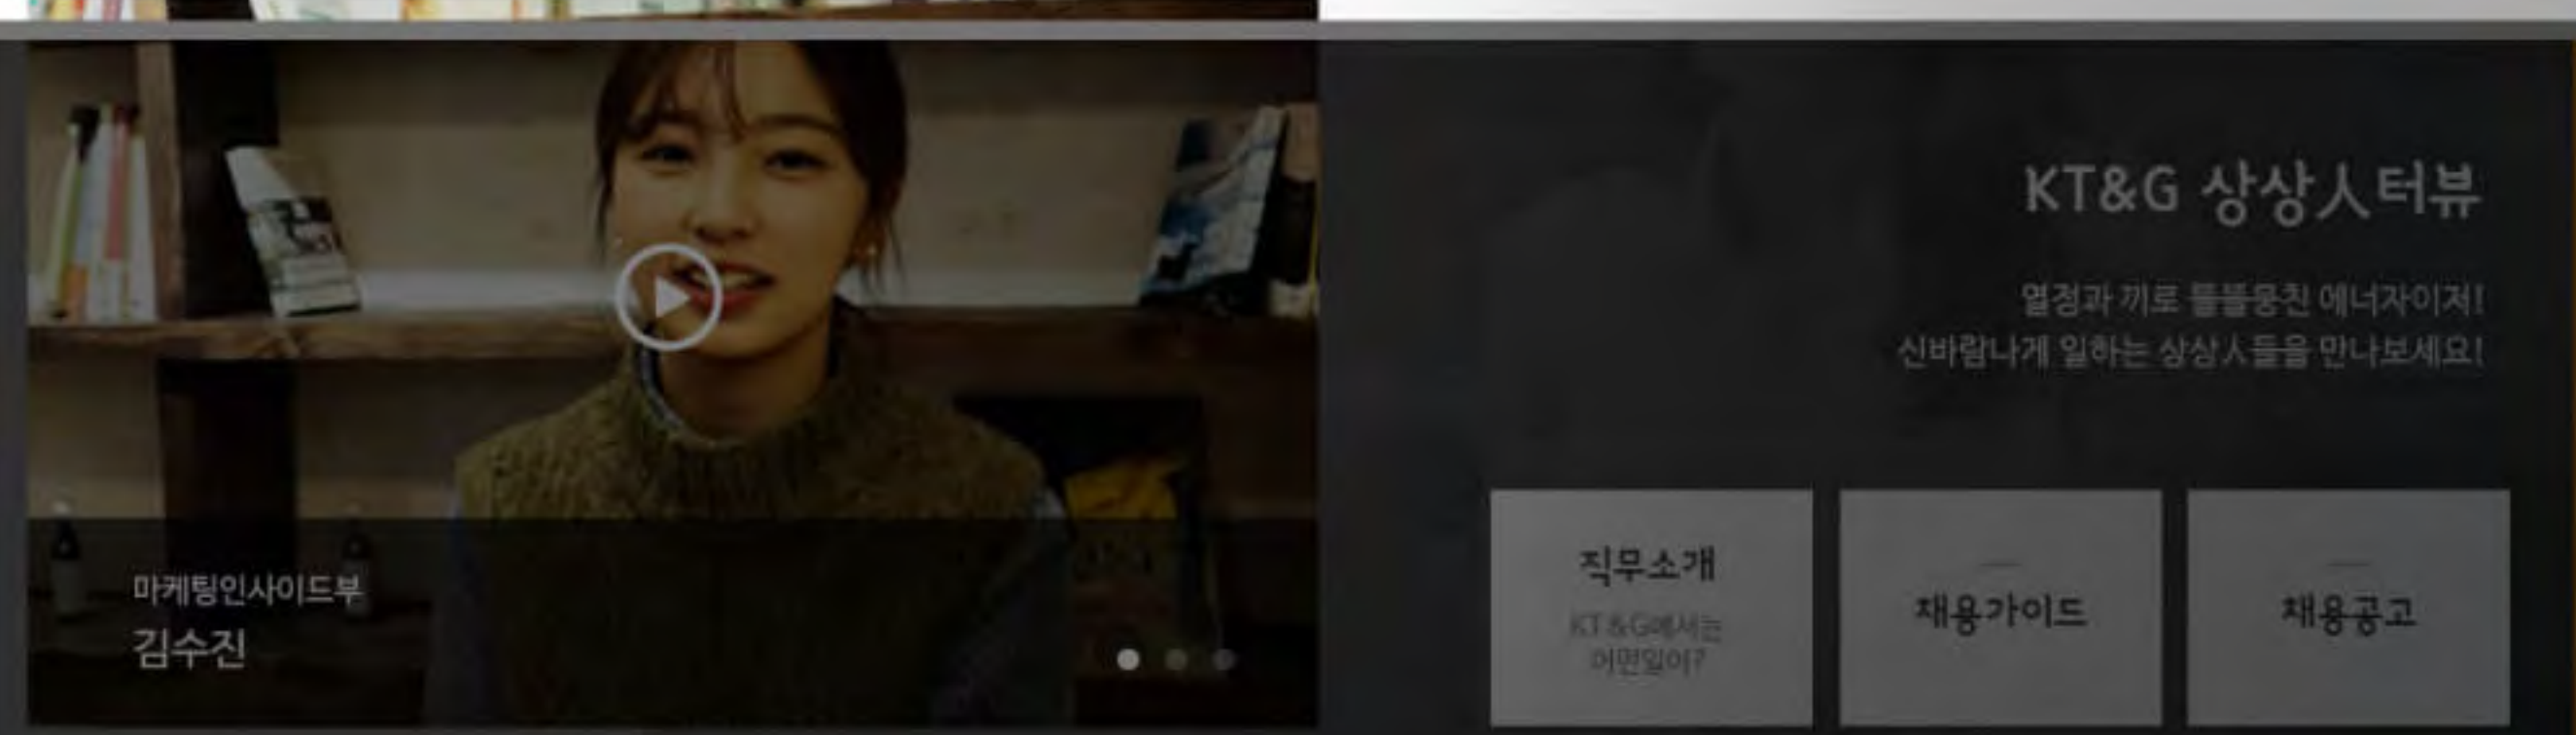 마케팅인사이드부
김수진
KT&G 상상人터뷰
열정과 끼로 똘똘뭉친 에너자이저!
신바람나게 일하는 상상人들을 만나보세요!
직무소개
KT&G에서는
어떤일이?
채용가이드
채용공고